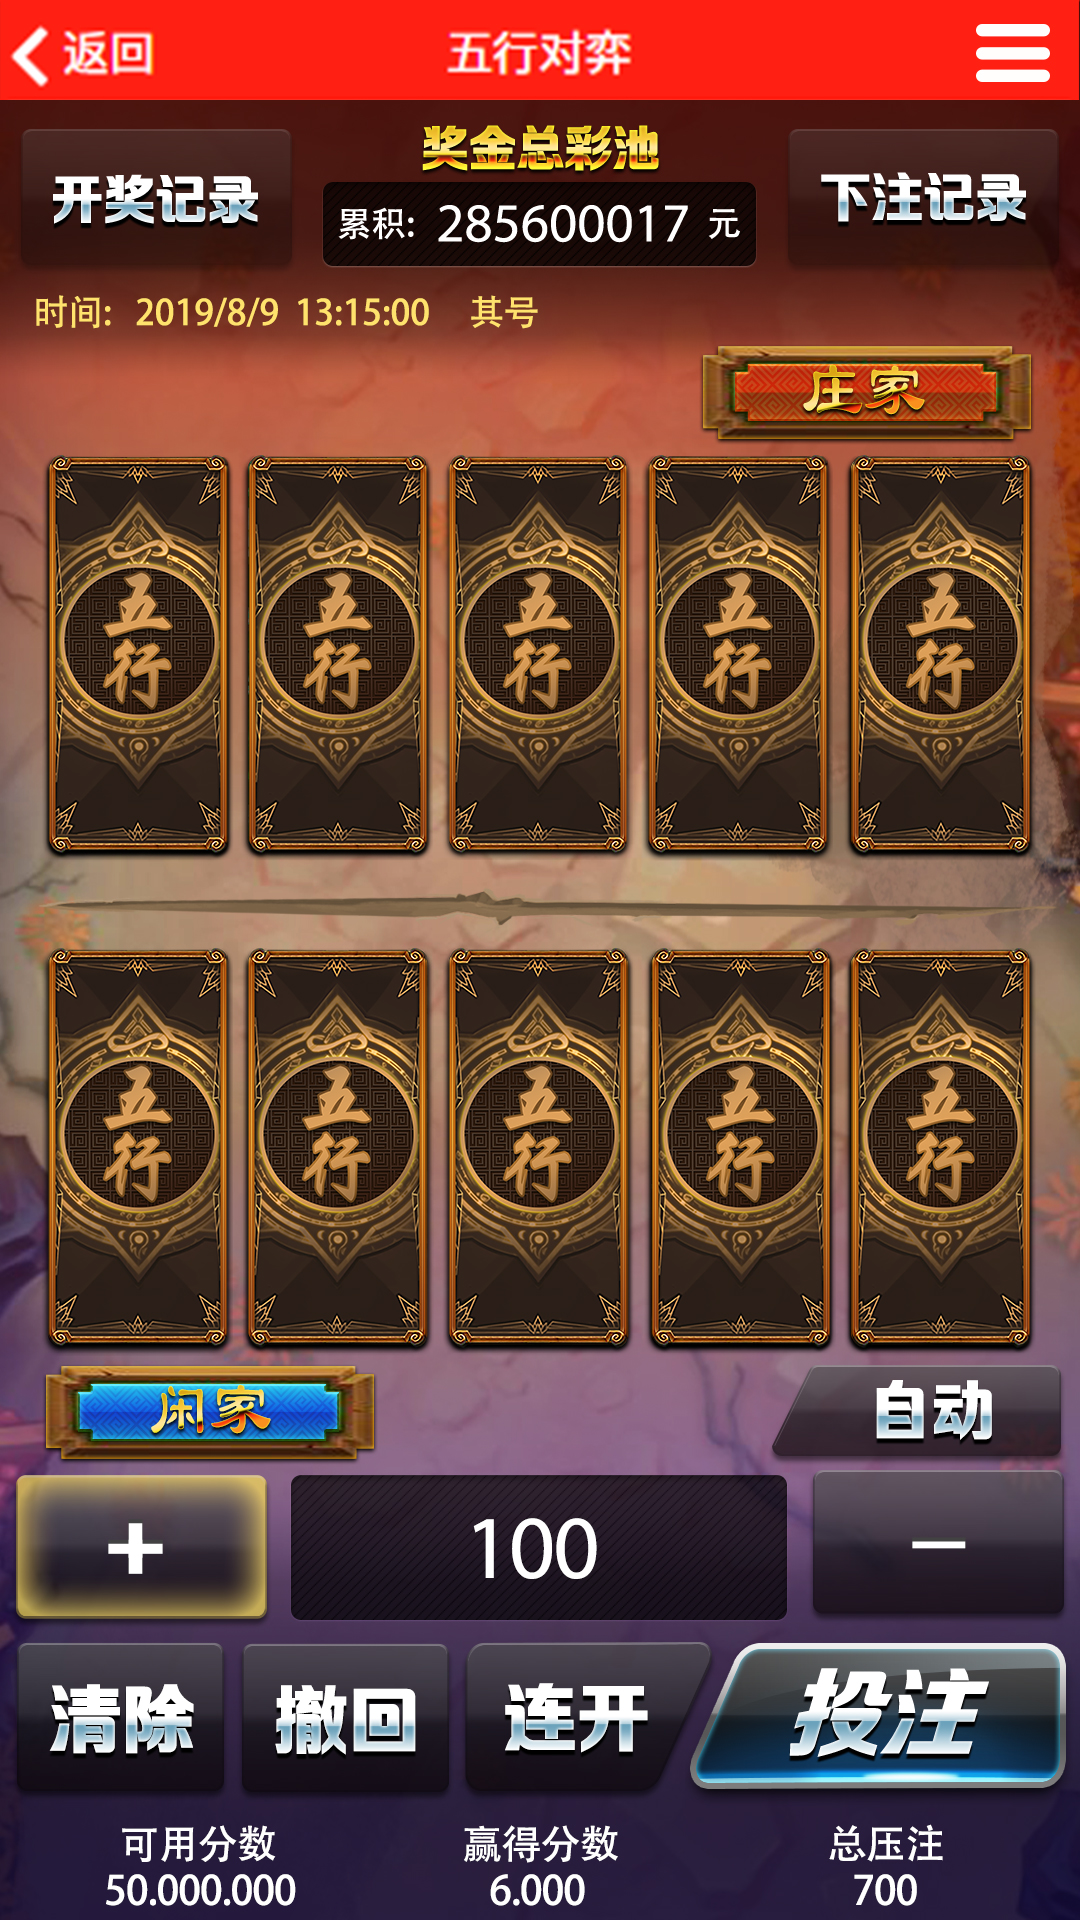 返回 五行对弈
奖金总彩池
开奖记录 累积: 285600017 元 下注记录
时间: 2019/8/9 13:15:00 其号
庄家
五行 五行 五行 五行 五行
五行 五行 五行 五行 五行
闲家 自动
+ 100 −
清除 撤回 连开 投注
可用分数 赢得分数 总压注
50.000.000 6.000 700